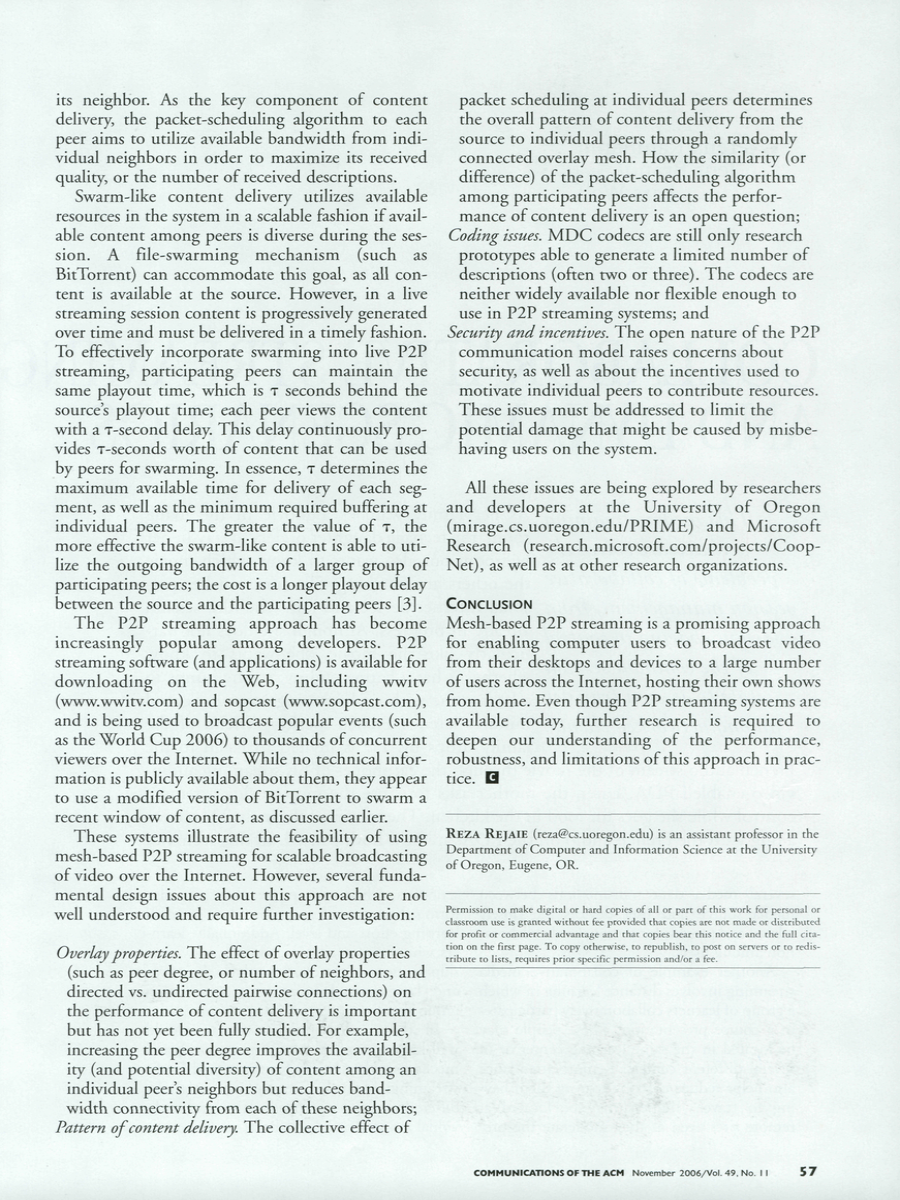 its neighbor. As the key component of content
delivery, the packet-scheduling algorithm to each
peer aims to utilize available bandwidth from indi-
vidual neighbors in order to maximize its received
quality, or the number of received descriptions.
Swarm-like content delivery utilizes available
resources in the system in a scalable fashion if avail-
able content among peers is diverse during the ses-
sion. A file-swarming mechanism (such as
BitTorrent) can accommodate this goal, as all con-
tent is available at the source. However, in a live
streaming session content is progressively generated
over time and must be delivered in a timely fashion.
To effectively incorporate swarming into live P2P
streaming, participating peers can maintain the
same playout time, which is τ seconds behind the
source's playout time; each peer views the content
with a τ-second delay. This delay continuously pro-
vides τ-seconds worth of content that can be used
by peers for swarming. In essence, τ determines the
maximum available time for delivery of each seg-
ment, as well as the minimum required buffering at
individual peers. The greater the value of τ, the
more effective the swarm-like content is able to uti-
lize the outgoing bandwidth of a larger group of
participating peers; the cost is a longer playout delay
between the source and the participating peers [3].
The P2P streaming approach has become
increasingly popular among developers. P2P
streaming software (and applications) is available for
downloading on the Web, including wwitv
(www.wwitv.com) and sopcast (www.sopcast.com),
and is being used to broadcast popular events (such
as the World Cup 2006) to thousands of concurrent
viewers over the Internet. While no technical infor-
mation is publicly available about them, they appear
to use a modified version of BitTorrent to swarm a
recent window of content, as discussed earlier.
These systems illustrate the feasibility of using
mesh-based P2P streaming for scalable broadcasting
of video over the Internet. However, several funda-
mental design issues about this approach are not
well understood and require further investigation:
Overlay properties. The effect of overlay properties
(such as peer degree, or number of neighbors, and
directed vs. undirected pairwise connections) on
the performance of content delivery is important
but has not yet been fully studied. For example,
increasing the peer degree improves the availabil-
ity (and potential diversity) of content among an
individual peer's neighbors but reduces band-
width connectivity from each of these neighbors;
Pattern of content delivery. The collective effect of
packet scheduling at individual peers determines
the overall pattern of content delivery from the
source to individual peers through a randomly
connected overlay mesh. How the similarity (or
difference) of the packet-scheduling algorithm
among participating peers affects the perfor-
mance of content delivery is an open question;
Coding issues. MDC codecs are still only research
prototypes able to generate a limited number of
descriptions (often two or three). The codecs are
neither widely available nor flexible enough to
use in P2P streaming systems; and
Security and incentives. The open nature of the P2P
communication model raises concerns about
security, as well as about the incentives used to
motivate individual peers to contribute resources.
These issues must be addressed to limit the
potential damage that might be caused by misbe-
having users on the system.
All these issues are being explored by researchers
and developers at the University of Oregon
(mirage.cs.uoregon.edu/PRIME) and Microsoft
Research (research.microsoft.com/projects/Coop-
Net), as well as at other research organizations.
CONCLUSION
Mesh-based P2P streaming is a promising approach
for enabling computer users to broadcast video
from their desktops and devices to a large number
of users across the Internet, hosting their own shows
from home. Even though P2P streaming systems are
available today, further research is required to
deepen our understanding of the performance,
robustness, and limitations of this approach in prac-
tice. C
REZA REJAIE (reza@cs.uoregon.edu) is an assistant professor in the
Department of Computer and Information Science at the University
of Oregon, Eugene, OR.
Permission to make digital or hard copies of all or part of this work for personal or
classroom use is granted without fee provided that copies are not made or distributed
for profit or commercial advantage and that copies bear this notice and the full cita-
tion on the first page. To copy otherwise, to republish, to post on servers or to redis-
tribute to lists, requires prior specific permission and/or a fee.
COMMUNICATIONS OF THE ACM November 2006/Vol. 49, No. 11 57